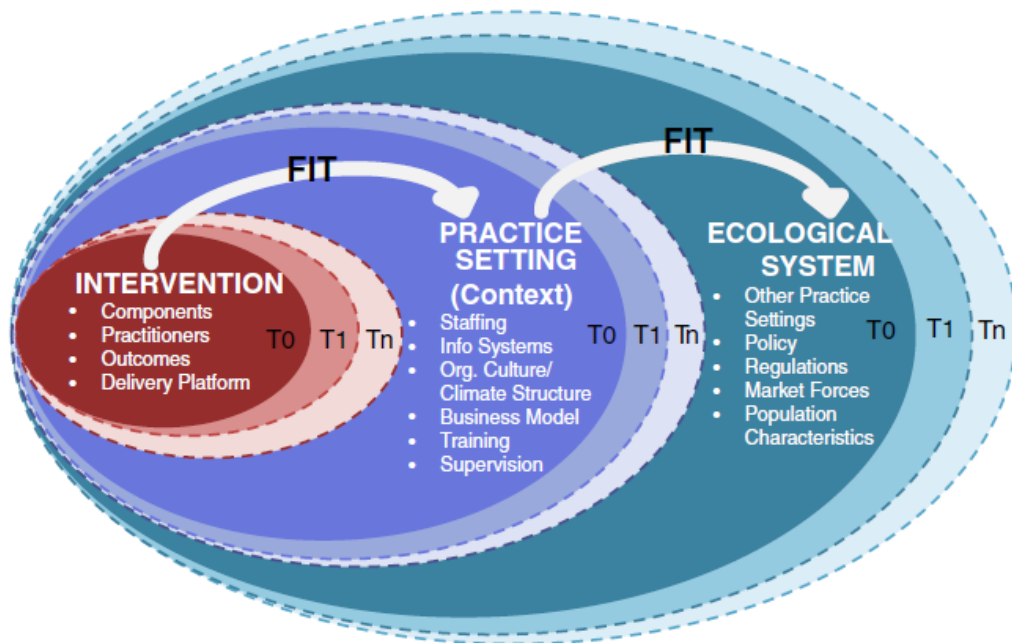 FIT
INTERVENTION
• Components
• Practitioners
• Outcomes
• Delivery Platform
T0
T1
Tn
FIT
PRACTICE
SETTING
(Context)
• Staffing
• Info Systems
• Org. Culture/
Climate Structure
• Business Model
• Training
• Supervision
T0
T1
Tn
ECOLOGICAL
SYSTEM
• Other Practice
Settings
• Policy
• Regulations
• Market Forces
• Population
Characteristics
T0
T1
Tn